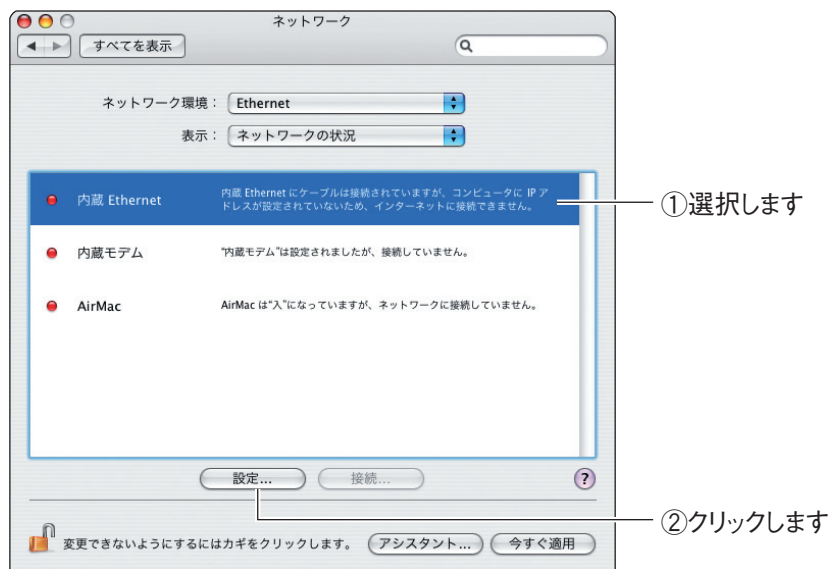 ネットワーク
すべてを表示
ネットワーク環境： Ethernet
表示： ネットワークの状況
内蔵 Ethernet
内蔵 Ethernet にケーブルは接続されていますが、コンピュータに IP ア
ドレスが設定されていないため、インターネットに接続できません。
①選択します
内蔵モデム
“内蔵モデム”は設定されましたが、接続していません。
AirMac
AirMac は“入”になっていますが、ネットワークに接続していません。
設定... 接続... ?
②クリックします
変更できないようにするにはカギをクリックします。 アシスタント... 今すぐ適用